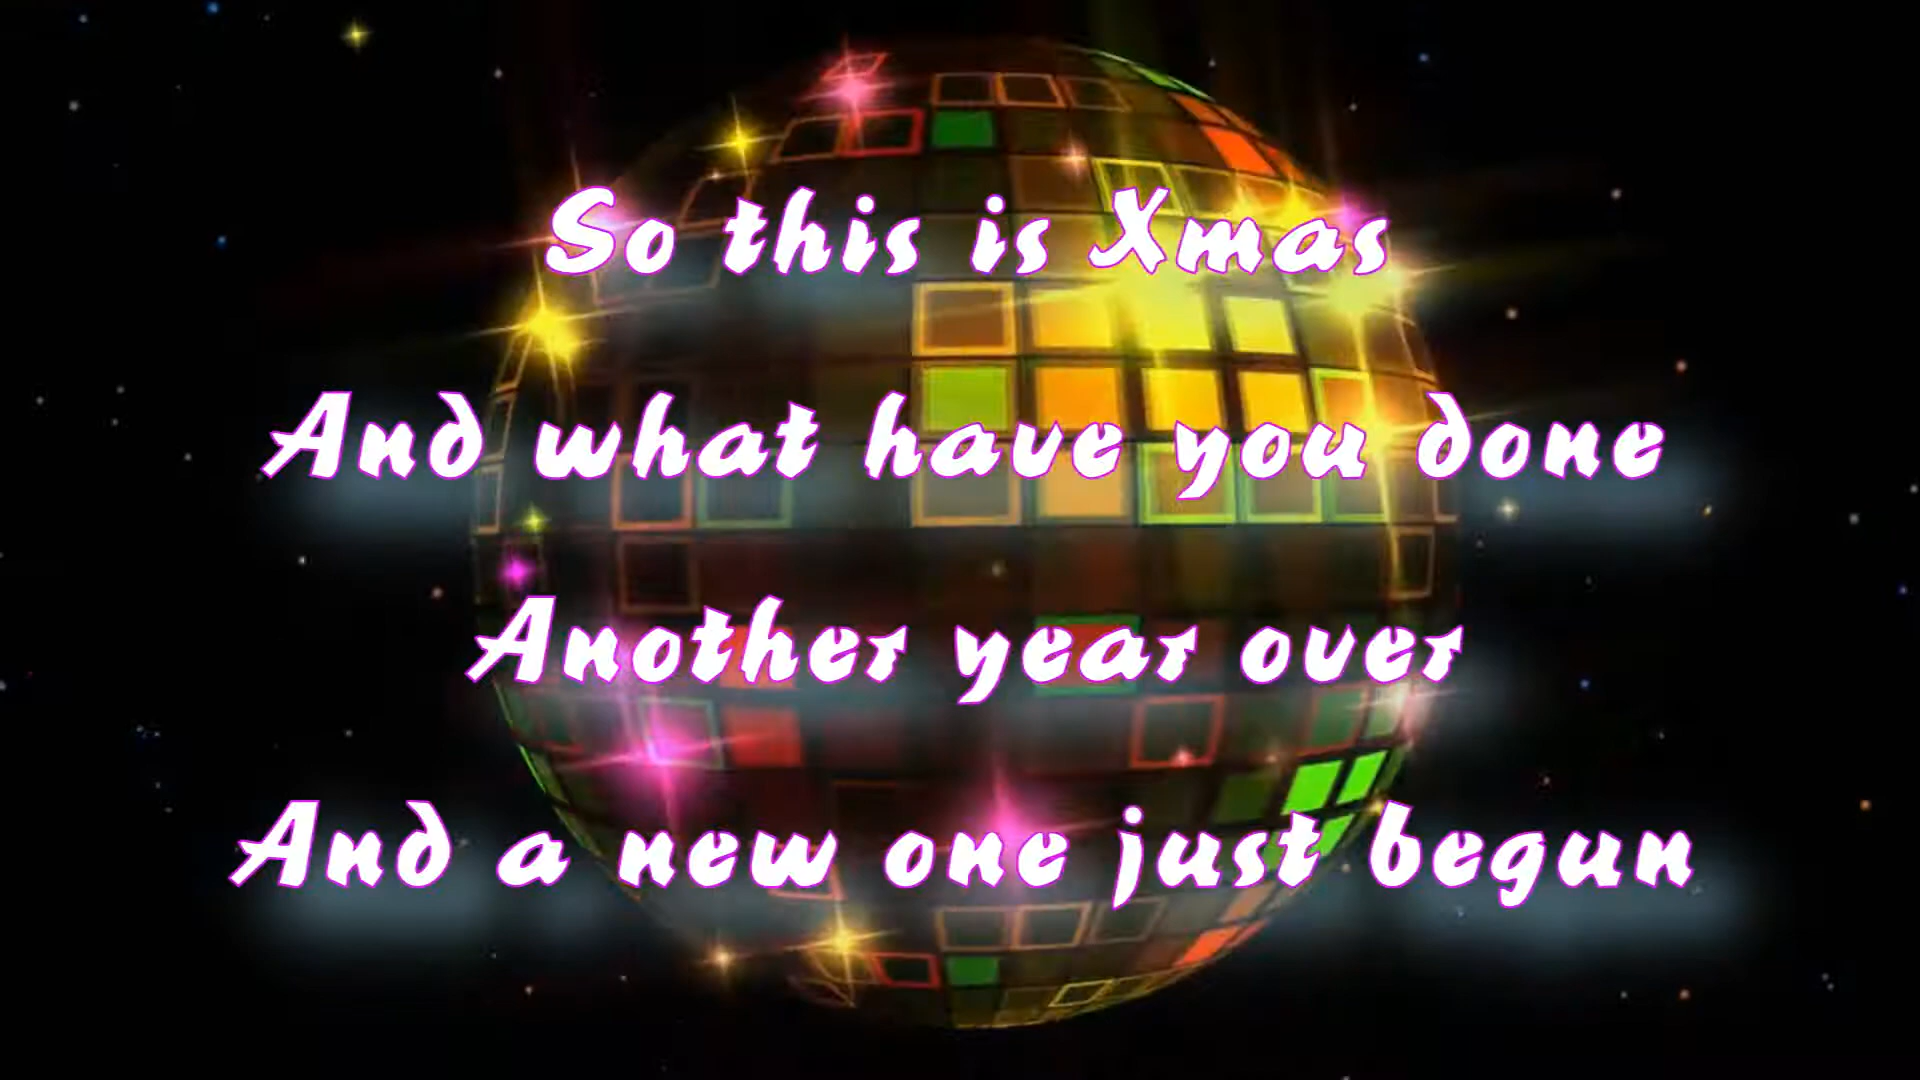 So this is Xmas
And what have you done
Another year over
And a new one just begun